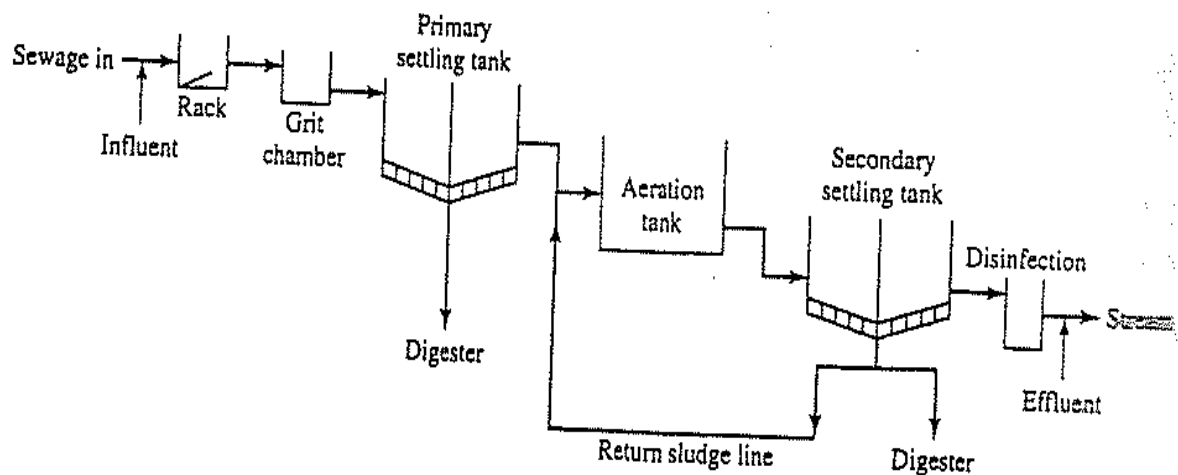 Sewage in
Influent
Rack
Grit
chamber
Primary
settling tank
Digester
Aeration
tank
Secondary
settling tank
Disinfection
Effluent
Return sludge line
Digester